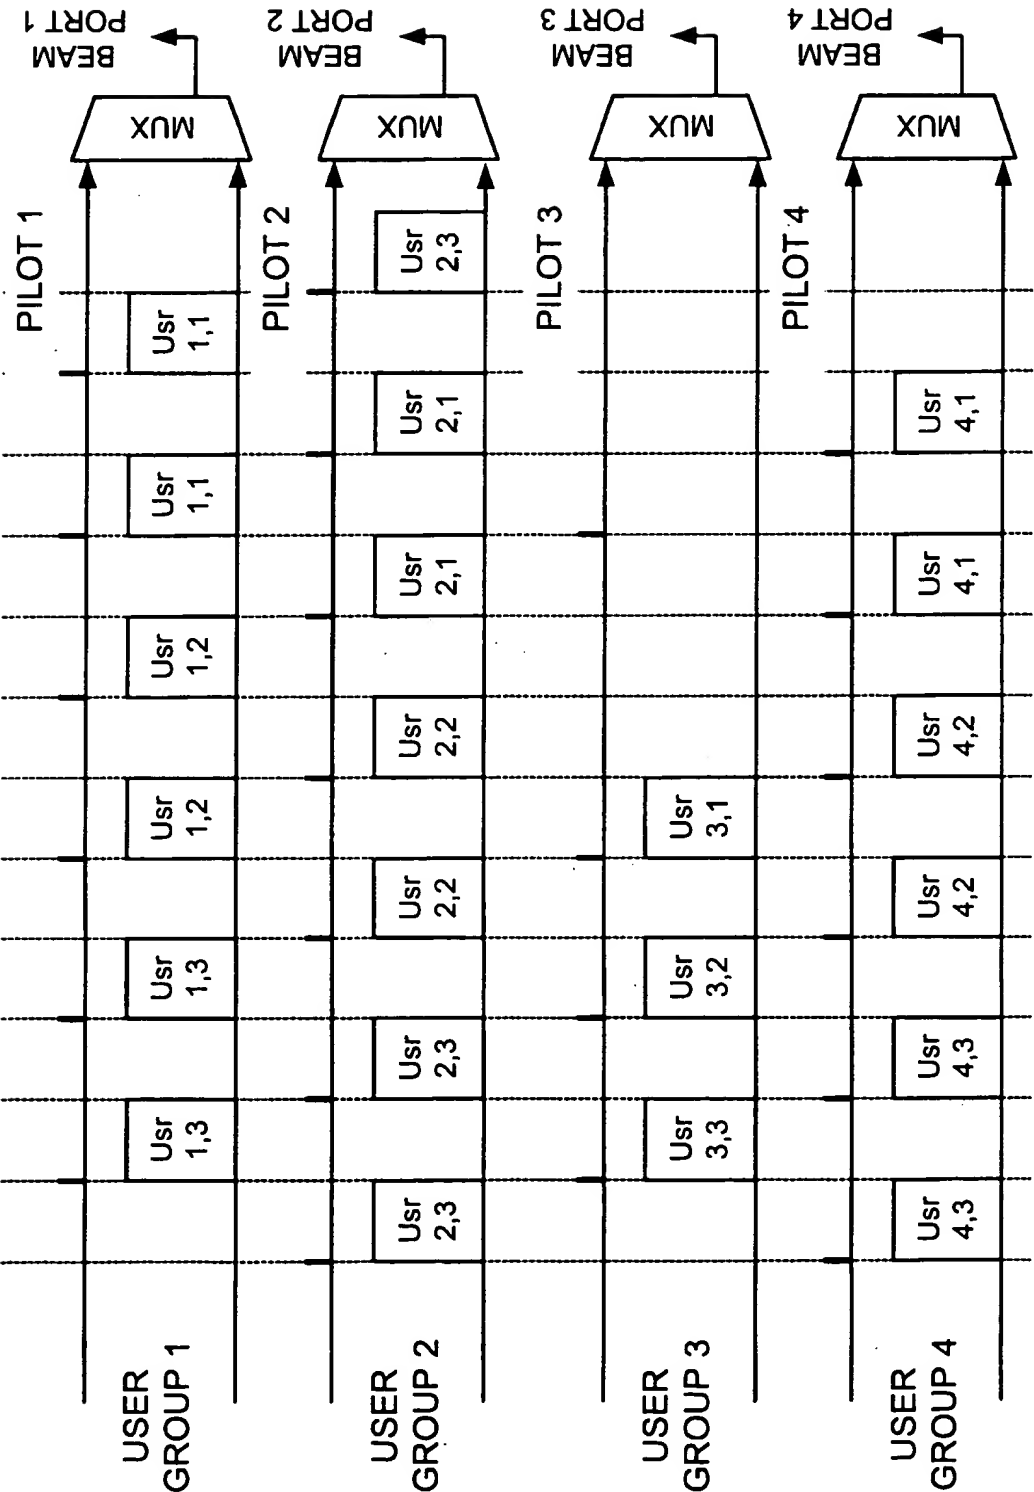 USER
GROUP 1
Usr
1,3
Usr
1,3
Usr
1,2
Usr
1,2
Usr
1,1
Usr
1,1
PILOT 1
MUX
BEAM
PORT 1
USER
GROUP 2
Usr
2,3
Usr
2,3
Usr
2,2
Usr
2,2
Usr
2,1
Usr
2,1
Usr
2,3
PILOT 2
MUX
BEAM
PORT 2
USER
GROUP 3
Usr
3,3
Usr
3,2
Usr
3,1
PILOT 3
MUX
BEAM
PORT 3
USER
GROUP 4
Usr
4,3
Usr
4,3
Usr
4,2
Usr
4,2
Usr
4,1
Usr
4,1
PILOT 4
MUX
BEAM
PORT 4